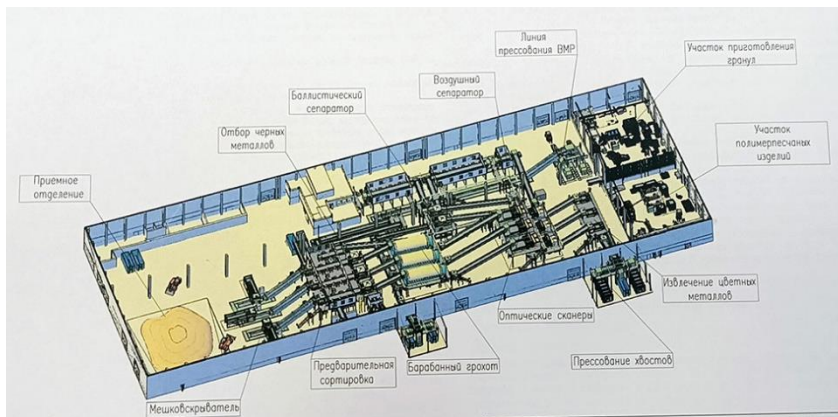 Линия
прессования ВМР
Участок приготовления
гранул
Воздушный
сепаратор
Баллистический
сепаратор
Участок
полимерпесчаных
изделий
Отбор черных
металлов
Приемное
отделение
Извлечение цветных
металлов
Оптические сканеры
Прессование хвостов
Предварительная
сортировка
Барабанный грохот
Мешковскрыватель